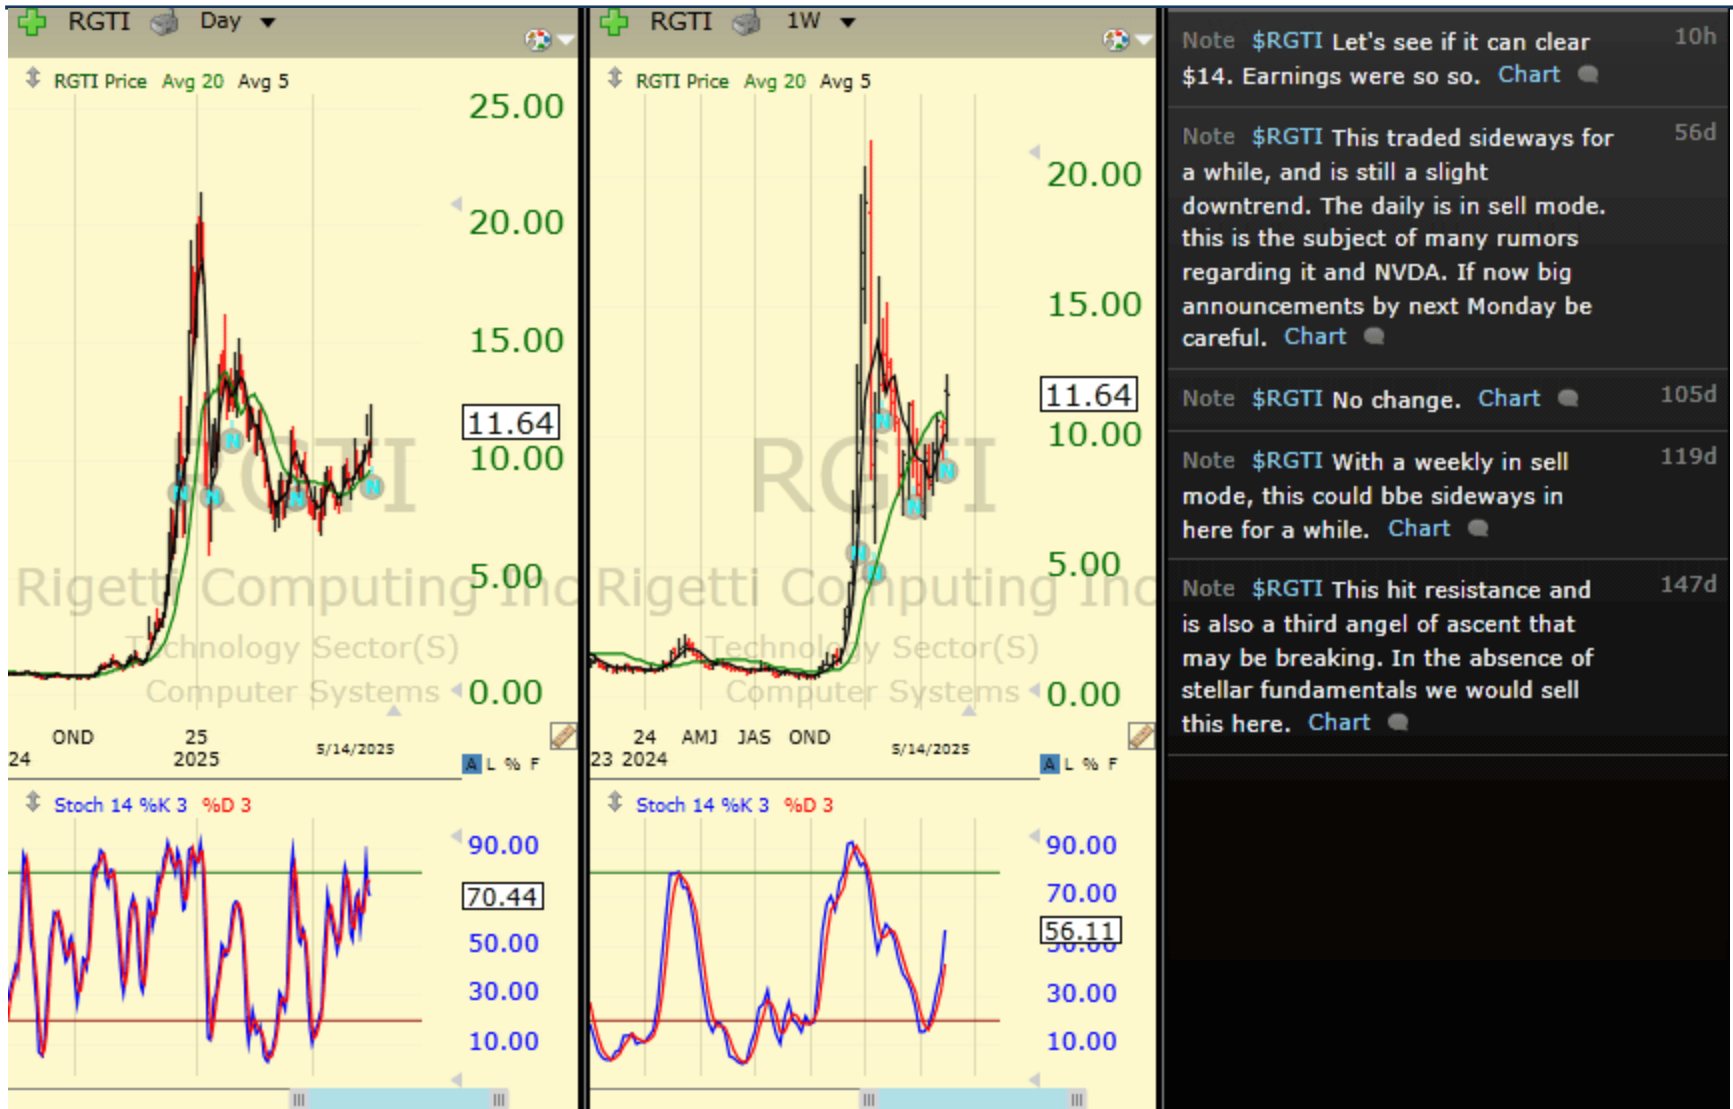 RGTI Day
RGTI Price Avg 20 Avg 5
25.00
20.00
15.00
11.64
10.00
5.00
0.00
RGTI
Rigetti Computing Inc
Technology Sector(S)
Computer Systems
OND 25 5/14/2025
24 2025
A L % F
Stoch 14 %K 3 %D 3
90.00
70.44
50.00
30.00
10.00
N N N N N
RGTI 1W
RGTI Price Avg 20 Avg 5
20.00
15.00
11.64
10.00
5.00
0.00
RGTI
Rigetti Computing Inc
Technology Sector(S)
Computer Systems
24 AMJ JAS OND 5/14/2025
23 2024
A L % F
Stoch 14 %K 3 %D 3
90.00
70.00
56.11
50.00
30.00
10.00
N N N N N
Note $RGTI Let's see if it can clear 10h
$14. Earnings were so so. Chart
Note $RGTI This traded sideways for 56d
a while, and is still a slight
downtrend. The daily is in sell mode.
this is the subject of many rumors
regarding it and NVDA. If now big
announcements by next Monday be
careful. Chart
Note $RGTI No change. Chart 105d
Note $RGTI With a weekly in sell 119d
mode, this could bbe sideways in
here for a while. Chart
Note $RGTI This hit resistance and 147d
is also a third angel of ascent that
may be breaking. In the absence of
stellar fundamentals we would sell
this here. Chart